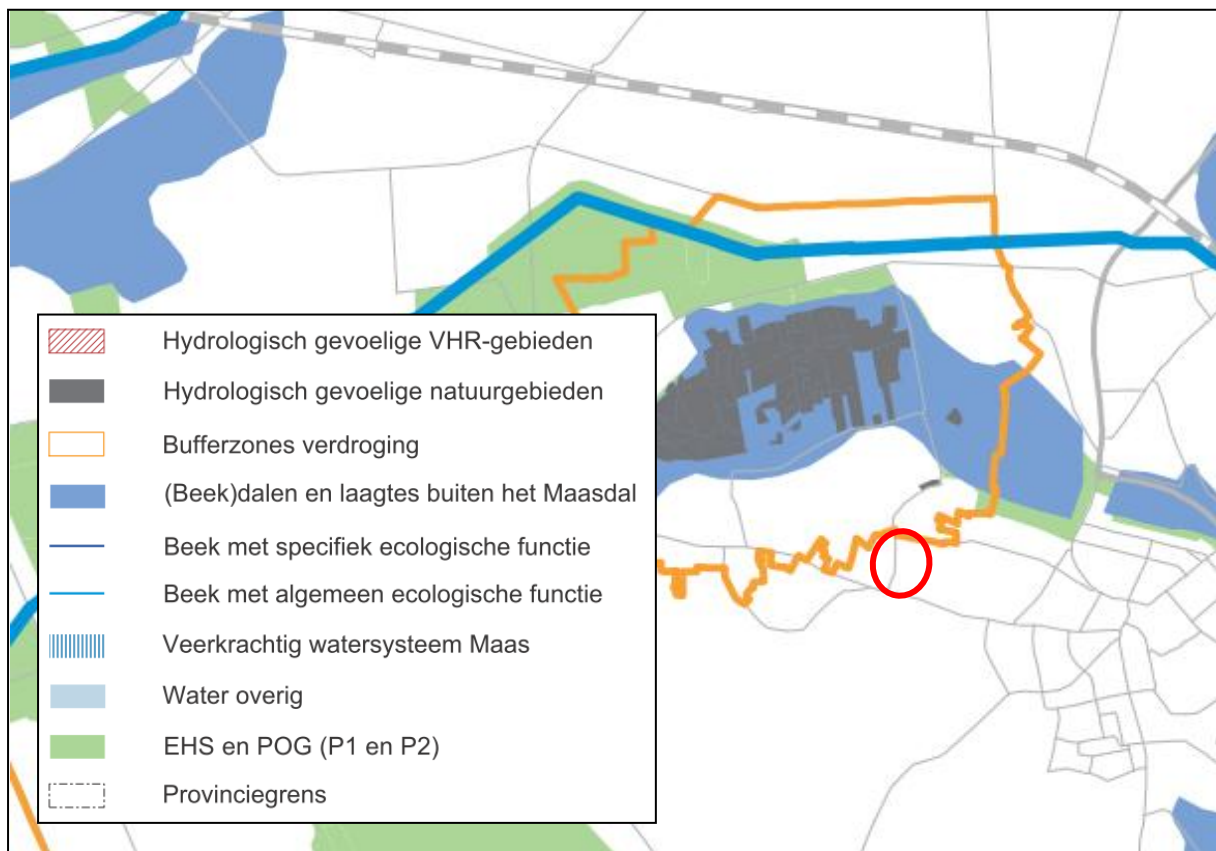 Hydrologisch gevoelige VHR-gebieden
Hydrologisch gevoelige natuurgebieden
Bufferzones verdroging
(Beek)dalen en laagtes buiten het Maasdal
Beek met specifiek ecologische functie
Beek met algemeen ecologische functie
Veerkrachtig watersysteem Maas
Water overig
EHS en POG (P1 en P2)
Provinciegrens